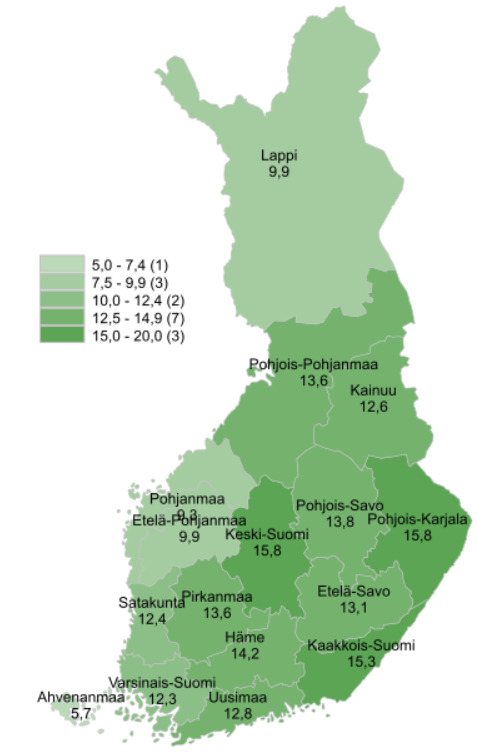 Lappi
9,9
5,0 - 7,4 (1)
7,5 - 9,9 (3)
10,0 - 12,4 (2)
12,5 - 14,9 (7)
15,0 - 20,0 (3)
Pohjois-Pohjanmaa
13,6
Kainuu
12,6
Pohjanmaa
9,3
Etelä-Pohjanmaa
9,9
Keski-Suomi
15,8
Pohjois-Savo
13,8
Pohjois-Karjala
15,8
Satakunta
12,4
Pirkanmaa
13,6
Etelä-Savo
13,1
Häme
14,2
Kaakkois-Suomi
15,3
Ahvenanmaa
5,7
Varsinais-Suomi
12,3
Uusimaa
12,8